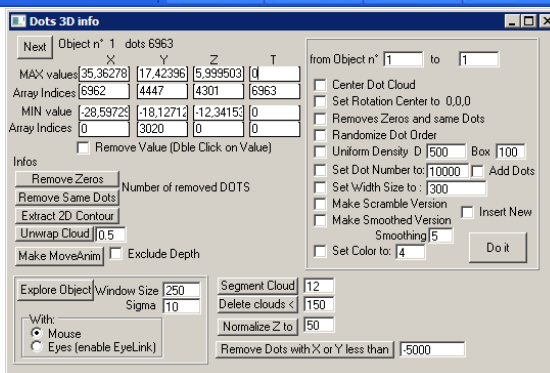 Dots 3D info
Next Object n° 1 dots 6963
X Y Z T
MAX values 35,36278 17,42396 5,999503 0
Array Indices 6962 4447 4301 6963
MIN value -28,59729 -18,12712 -12,34153 0
Array Indices 0 3020 0 0
Remove Value (Dble Click on Value)
Infos
Remove Zeros
Number of removed DOTS
Remove Same Dots
Extract 2D Contour
Unwrap Cloud 0.5
Make MoveAnim Exclude Depth
from Object n° 1 to 1
Center Dot Cloud
Set Rotation Center to 0,0,0
Removes Zeros and same Dots
Randomize Dot Order
Uniform Density D 500 Box 100
Set Dot Number to: 10000 Add Dots
Set Width Size to : 300
Make Scramble Version
Insert New
Make Smoothed Version
Smoothing 5
Set Color to: 4
Do it
Explore Object Window Size 250
Sigma 10
With:
Mouse
Eyes (enable EyeLink)
Segment Cloud 12
Delete clouds < 150
Normalize Z to 50
Remove Dots with X or Y less than -5000